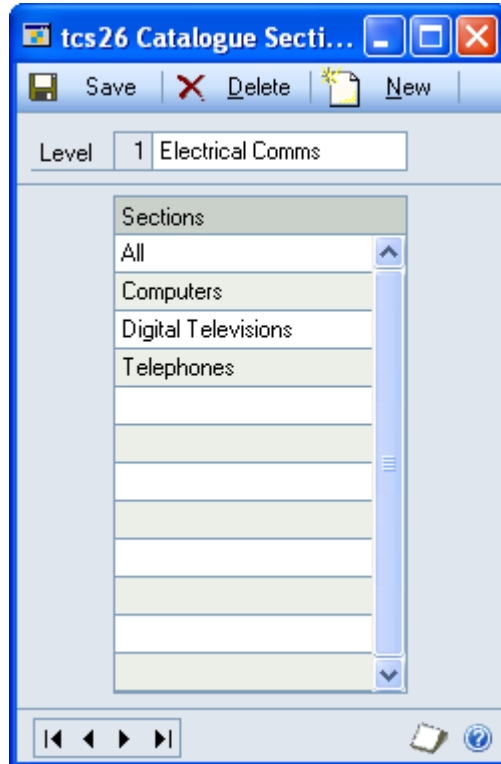 tcs26 Catalogue Secti...
Save Delete New
Level 1 Electrical Comms
Sections
All
Computers
Digital Televisions
Telephones